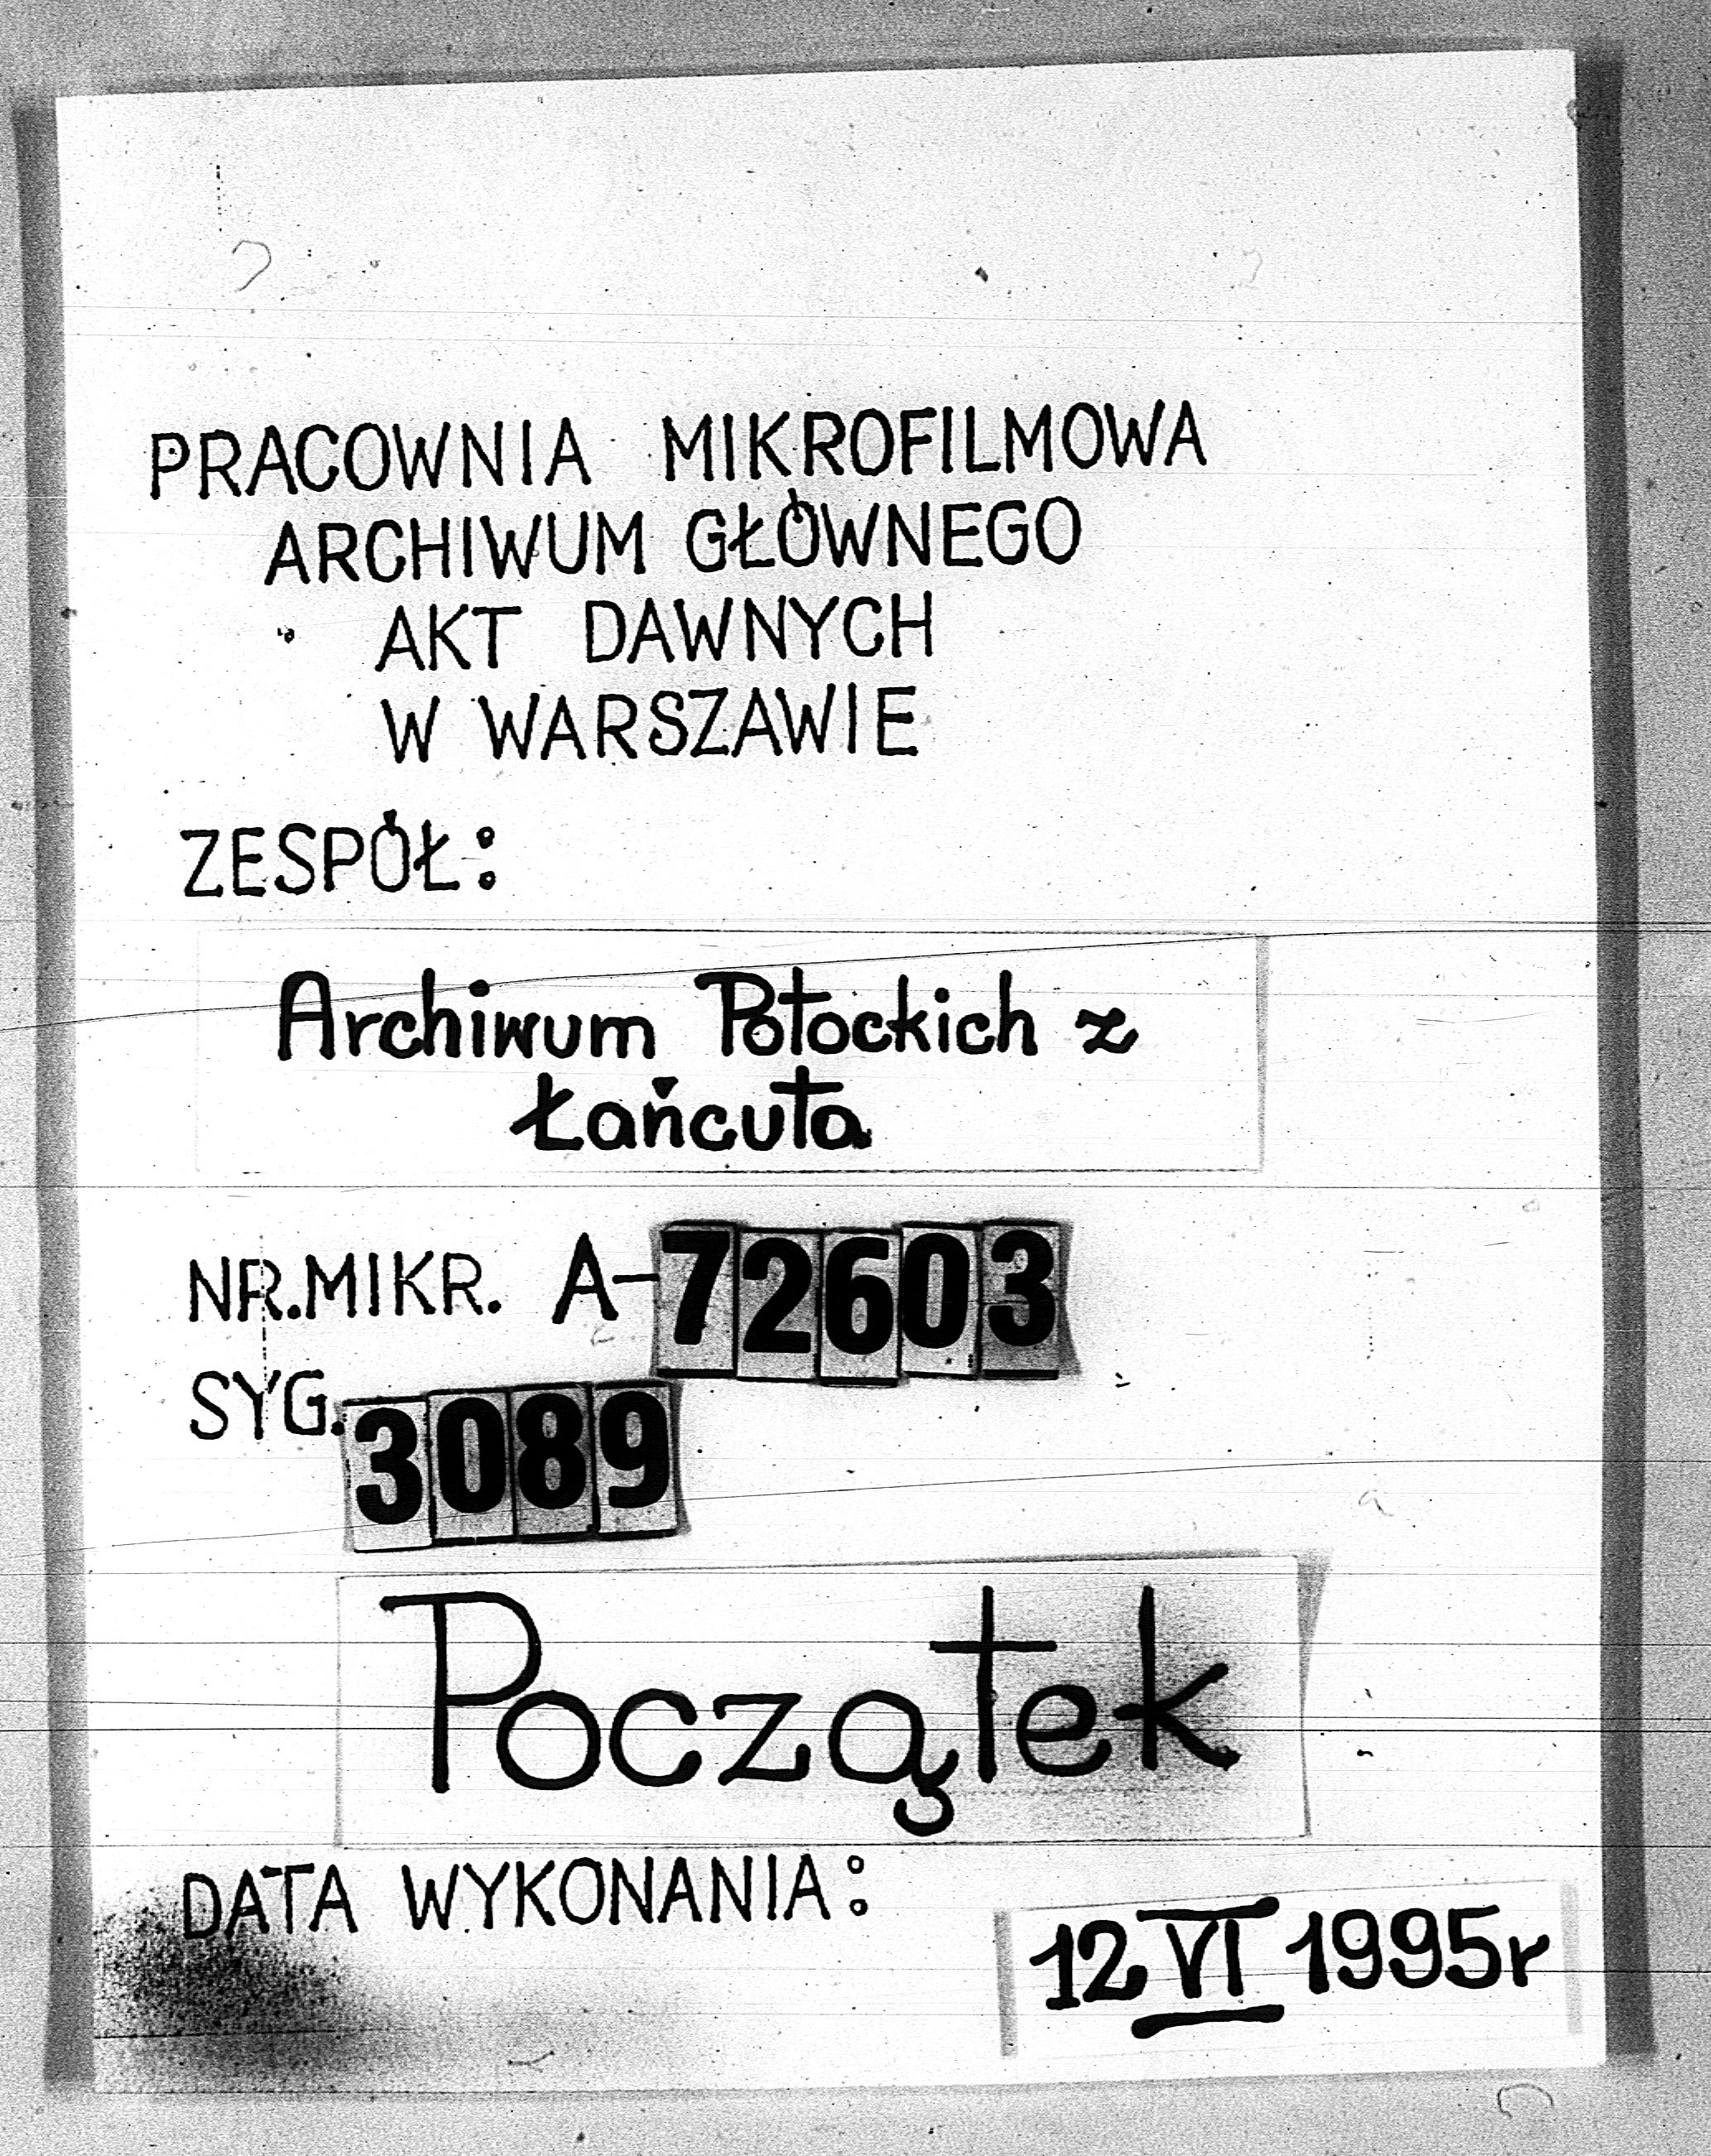 PRACOWNIA MIKROFILMOWA
ARCHIWUM GŁÓWNEGO
AKT DAWNYCH
W WARSZAWIE
ZESPÓŁ:
Archiwum Potockich z
Łańcuta
NR.MIKR. A-72603
SYG. 3089
Początek
DATA WYKONANIA:
12 VI 1995r